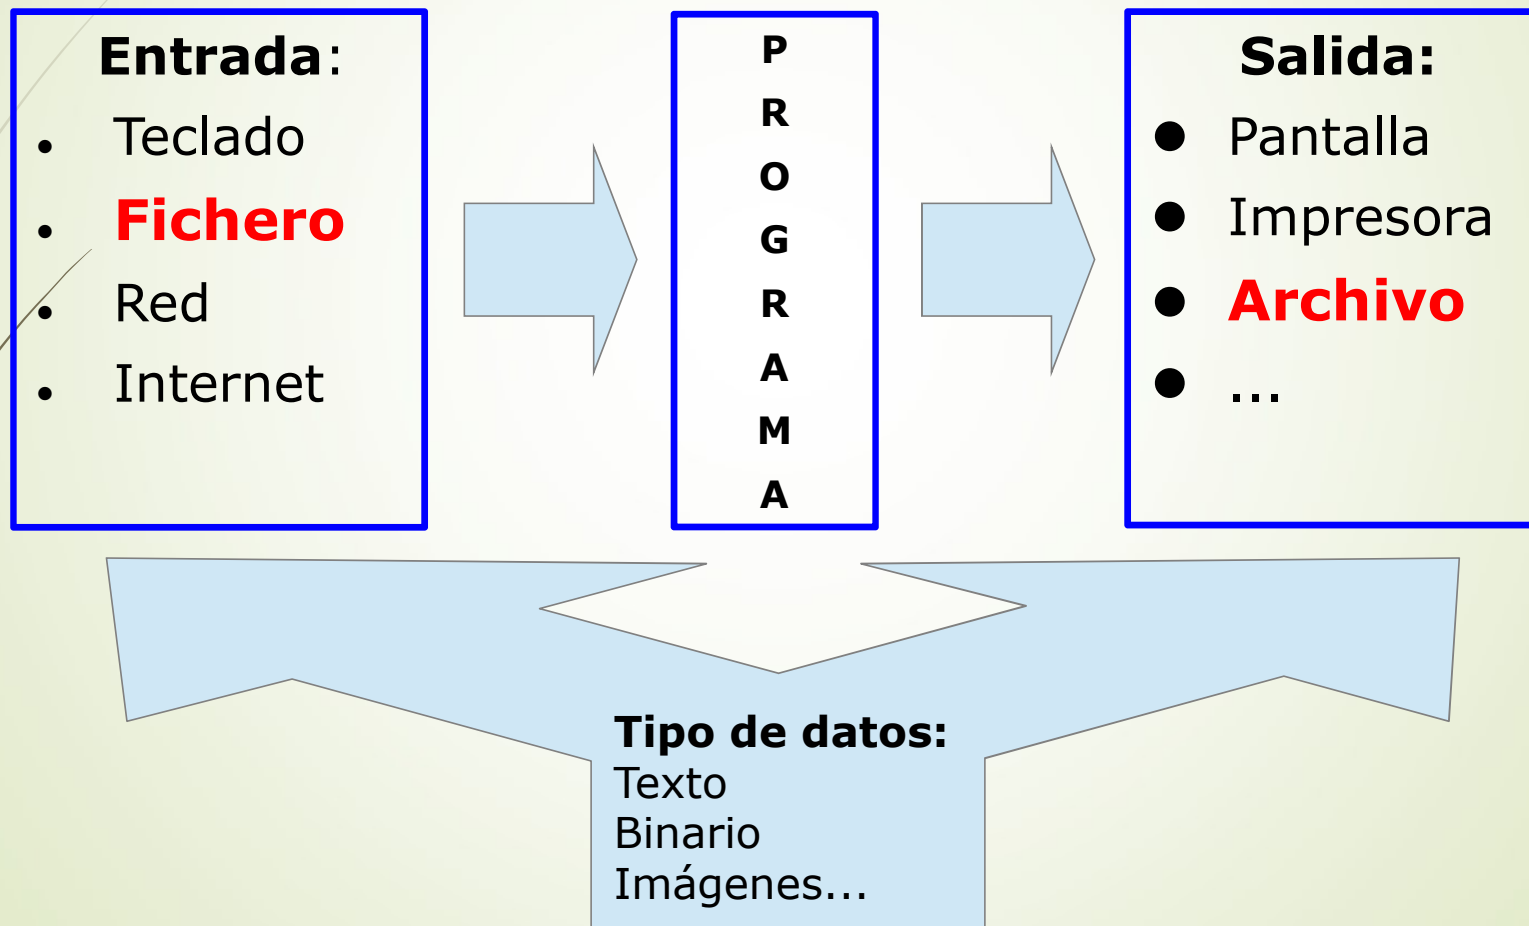 Entrada:
• Teclado
• Fichero
• Red
• Internet
P
R
O
G
R
A
M
A
Salida:
● Pantalla
● Impresora
● Archivo
● ...
Tipo de datos:
Texto
Binario
Imágenes...